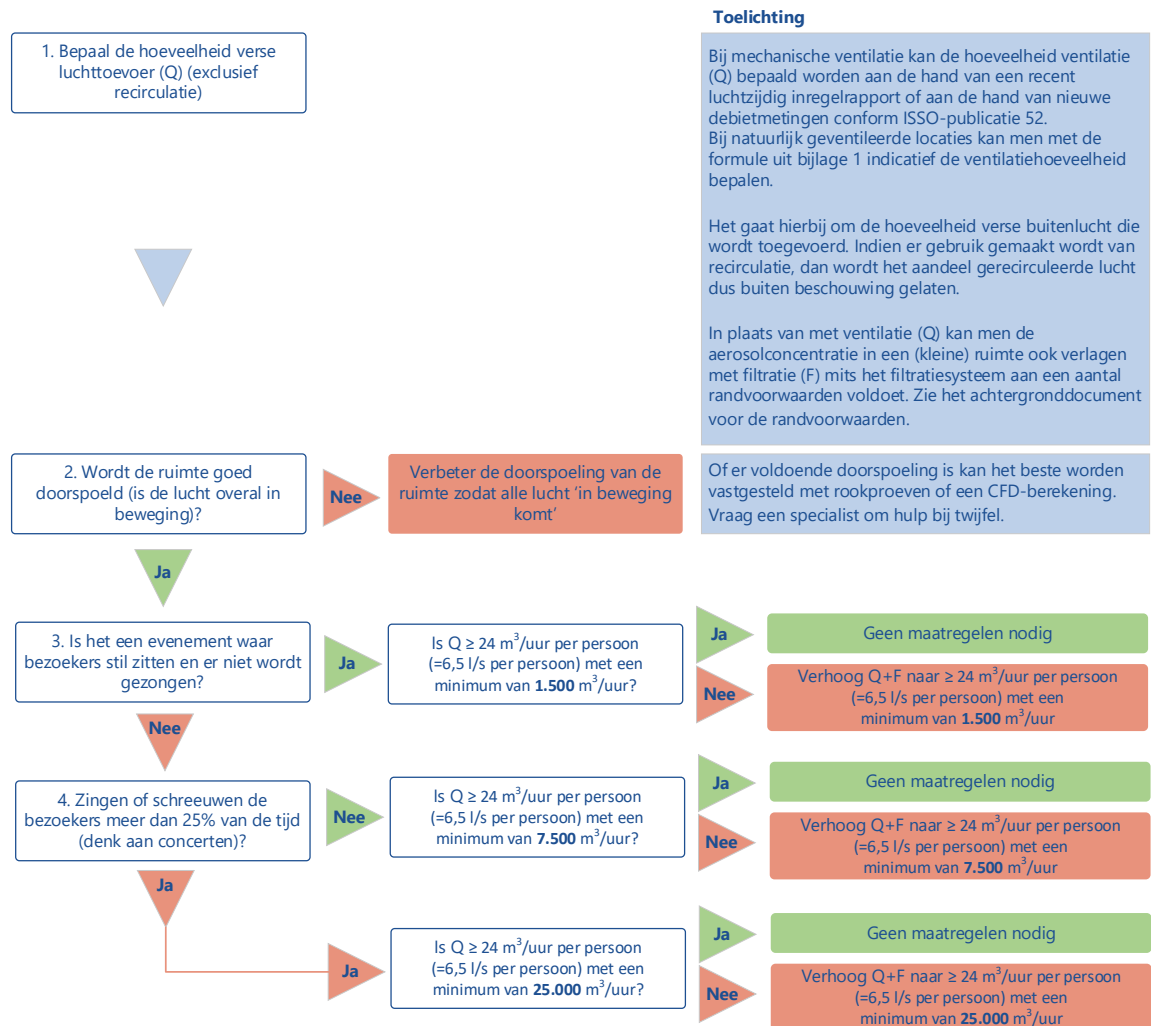 Toelichting
1. Bepaal de hoeveelheid verse
luchttoevoer (Q) (exclusief
recirculatie)
Bij mechanische ventilatie kan de hoeveelheid ventilatie
(Q) bepaald worden aan de hand van een recent
luchtzijdig inregelrapport of aan de hand van nieuwe
debietmetingen conform ISSO-publicatie 52.
Bij natuurlijk geventileerde locaties kan men met de
formule uit bijlage 1 indicatief de ventilatiehoeveelheid
bepalen.
Het gaat hierbij om de hoeveelheid verse buitenlucht die
wordt toegevoerd. Indien er gebruik gemaakt wordt van
recirculatie, dan wordt het aandeel gerecirculeerde lucht
dus buiten beschouwing gelaten.
In plaats van met ventilatie (Q) kan men de
aerosolconcentratie in een (kleine) ruimte ook verlagen
met filtratie (F) mits het filtratiesysteem aan een aantal
randvoorwaarden voldoet. Zie het achtergronddocument
voor de randvoorwaarden.
2. Wordt de ruimte goed
doorspoeld (is de lucht overal in
beweging)?
Nee
Verbeter de doorspoeling van de
ruimte zodat alle lucht ‘in beweging
komt’
Of er voldoende doorspoeling is kan het beste worden
vastgesteld met rookproeven of een CFD-berekening.
Vraag een specialist om hulp bij twijfel.
Ja
3. Is het een evenement waar
bezoekers stil zitten en er niet wordt
gezongen?
Ja
Is Q ≥ 24 m³/uur per persoon
(=6,5 l/s per persoon) met een
minimum van 1.500 m³/uur?
Ja
Geen maatregelen nodig
Nee
Verhoog Q+F naar ≥ 24 m³/uur per persoon
(=6,5 l/s per persoon) met een
minimum van 1.500 m³/uur
Nee
4. Zingen of schreeuwen de
bezoekers meer dan 25% van de tijd
(denk aan concerten)?
Nee
Is Q ≥ 24 m³/uur per persoon
(=6,5 l/s per persoon) met een
minimum van 7.500 m³/uur?
Ja
Geen maatregelen nodig
Nee
Verhoog Q+F naar ≥ 24 m³/uur per persoon
(=6,5 l/s per persoon) met een
minimum van 7.500 m³/uur
Ja
Ja
Is Q ≥ 24 m³/uur per persoon
(=6,5 l/s per persoon) met een
minimum van 25.000 m³/uur?
Ja
Geen maatregelen nodig
Nee
Verhoog Q+F naar ≥ 24 m³/uur per persoon
(=6,5 l/s per persoon) met een
minimum van 25.000 m³/uur